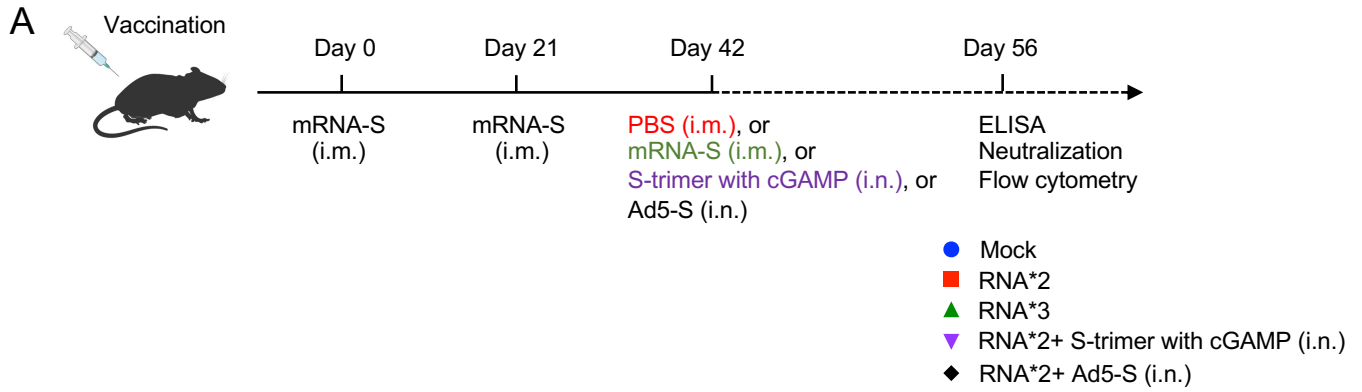 A
Vaccination
Day 0 Day 21 Day 42 Day 56
mRNA-S
(i.m.)
mRNA-S
(i.m.)
PBS (i.m.), or
mRNA-S (i.m.), or
S-trimer with cGAMP (i.n.), or
Ad5-S (i.n.)
ELISA
Neutralization
Flow cytometry
Mock
RNA*2
RNA*3
RNA*2+ S-trimer with cGAMP (i.n.)
RNA*2+ Ad5-S (i.n.)